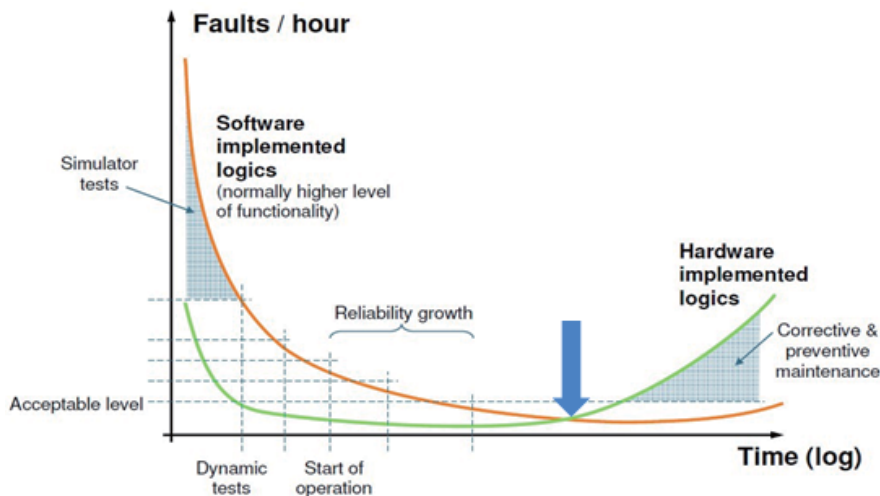 Faults / hour
Software
implemented
logics
(normally higher level
of functionality)
Simulator
tests
Hardware
implemented
logics
Reliability growth
Corrective &
preventive
maintenance
Acceptable level
Time (log)
Dynamic
tests
Start of
operation